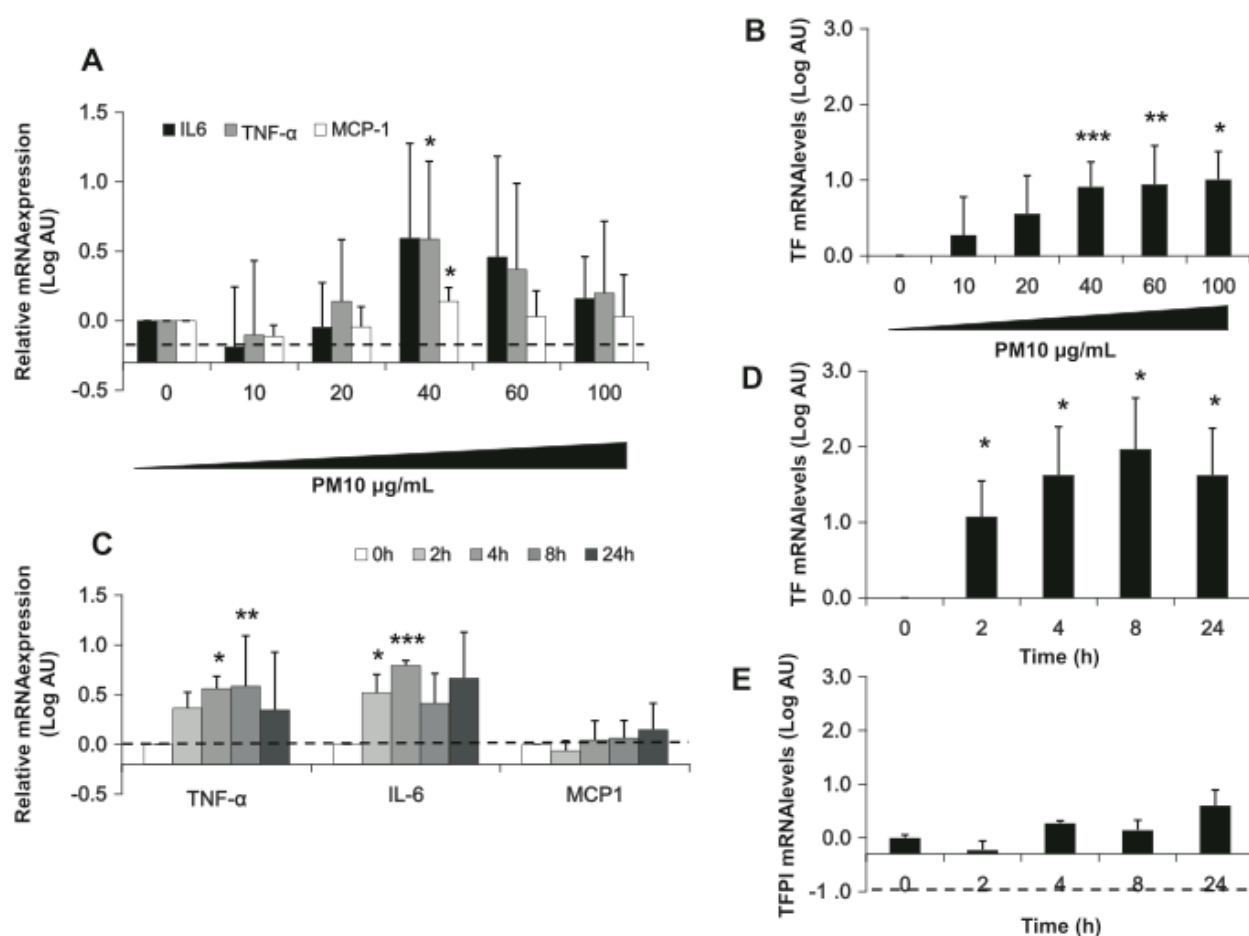 A
Relative mRNAexpression
(Log AU)
1.5
1.0
0.5
0.0
-0.5
IL6 TNF-α MCP-1
*
*
0 10 20 40 60 100
PM10 µg/mL
B
TF mRNAlevels (Log AU)
3.0
2.0
1.0
0.0
*** ** *
0 10 20 40 60 100
PM10 µg/mL
C
0h 2h 4h 8h 24h
Relative mRNAexpression
(Log AU)
1.5
1.0
0.5
0.0
-0.5
* **
* ***
TNF-α IL-6 MCP1
D
TF mRNAlevels (Log AU)
3.0
2.0
1.0
0.0
* * * *
0 2 4 8 24
Time (h)
E
TFPI mRNAlevels (Log AU)
3.0
2.0
1.0
0.0
-1.0
0 2 4 8 24
Time (h)